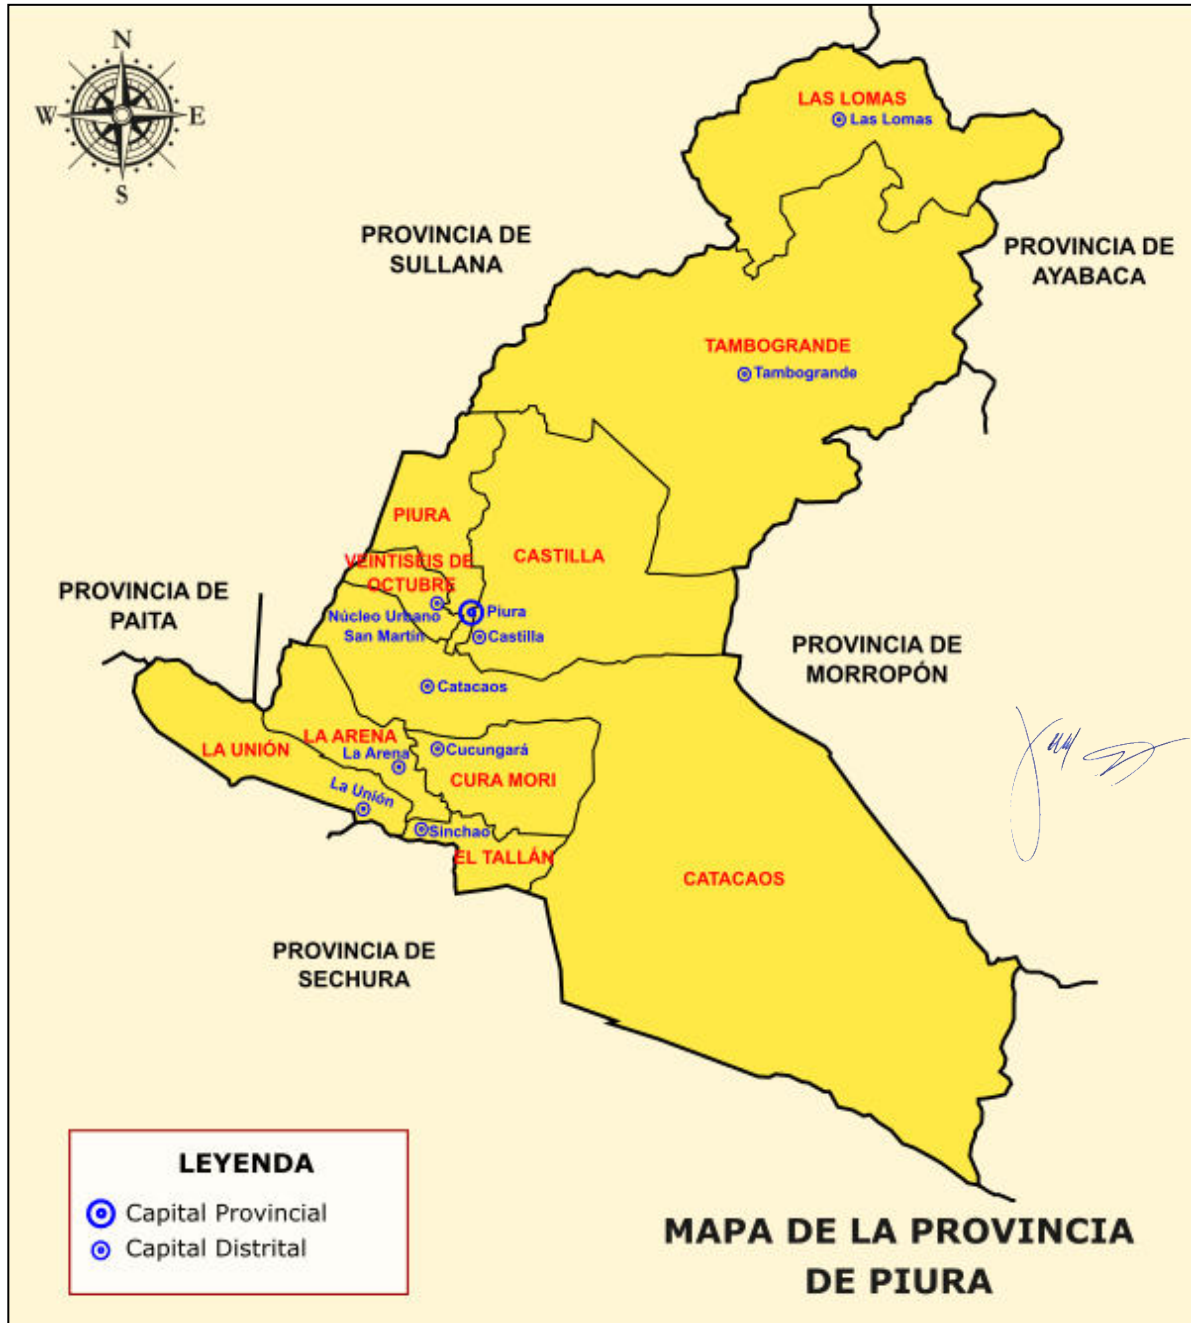 N
W
E
S
LAS LOMAS
Las Lomas
PROVINCIA DE
SULLANA
PROVINCIA DE
AYABACA
TAMBOGRANDE
Tambogrande
PIURA
VEINTISÉIS DE
OCTUBRE
CASTILLA
PROVINCIA DE
PAITA
Núcleo Urbano
San Martín
Piura
Castilla
PROVINCIA DE
MORROPÓN
Catacaos
LA UNIÓN
LA ARENA
La Arena
Cucungará
CURA MORI
La Unión
Sinchao
EL TALLÁN
CATACAOS
PROVINCIA DE
SECHURA
LEYENDA
Capital Provincial
Capital Distrital
MAPA DE LA PROVINCIA
DE PIURA